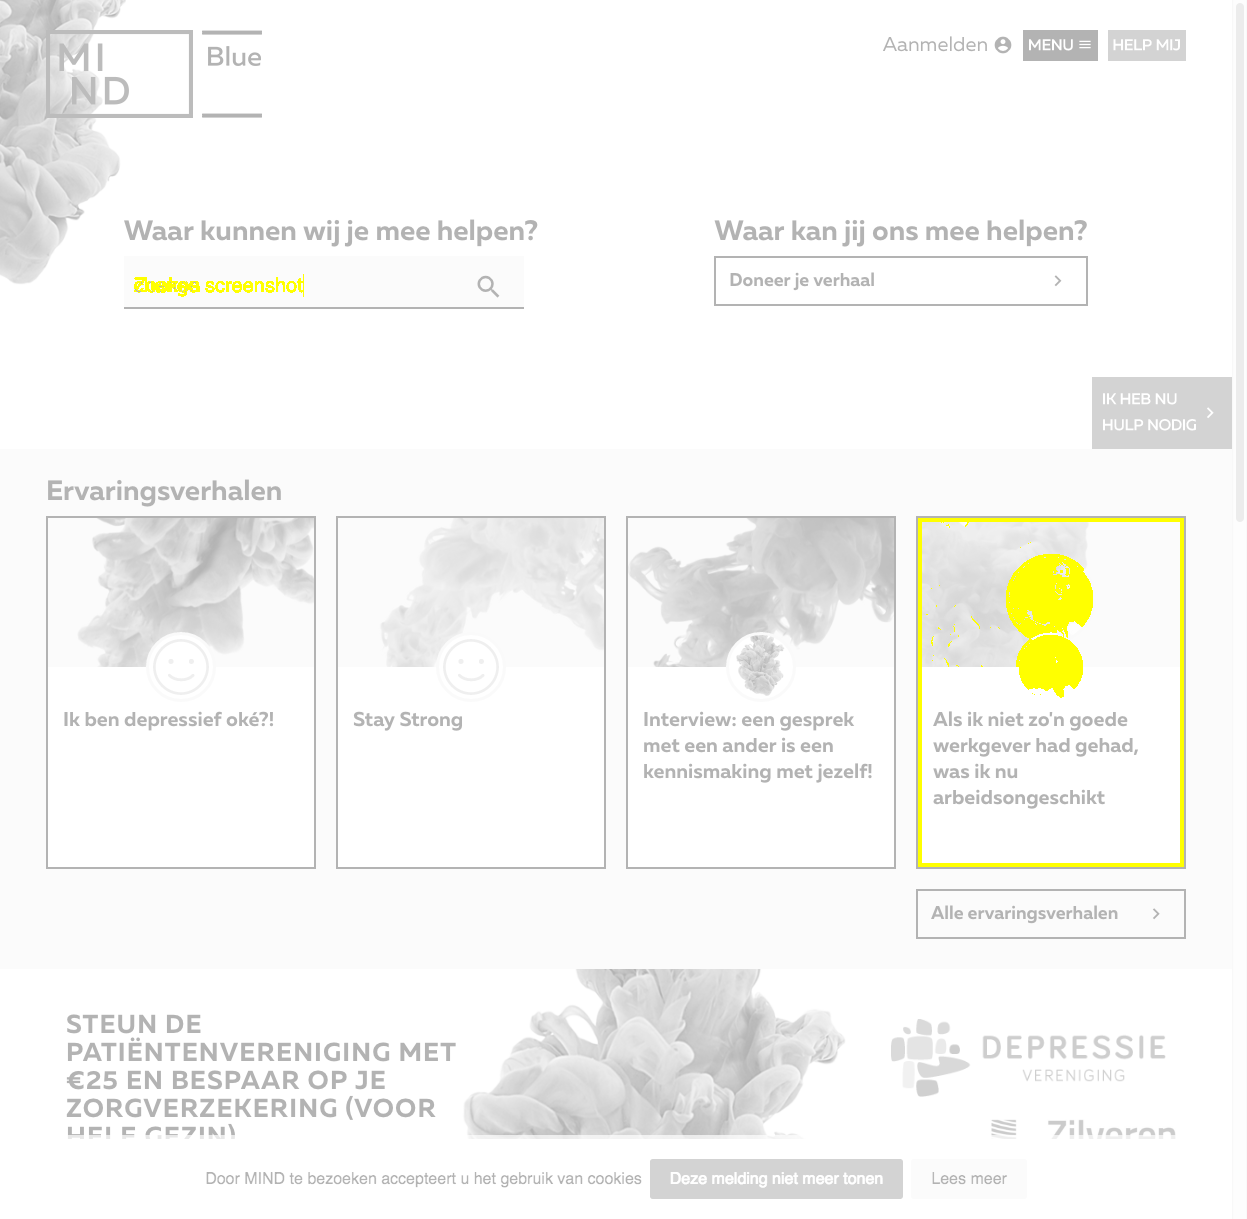 MI
ND
Blue
Aanmelden
MENU
HELP MIJ
Waar kunnen wij je mee helpen?
screenshot
Waar kan jij ons mee helpen?
Doneer je verhaal
IK HEB NU
HULP NODIG
Ervaringsverhalen
Ik ben depressief oké?!
Stay Strong
Interview: een gesprek
met een ander is een
kennismaking met jezelf!
Als ik niet zo'n goede
werkgever had gehad,
was ik nu
arbeidsongeschikt
Alle ervaringsverhalen
STEUN DE
PATIËNTENVERENIGING MET
€25 EN BESPAAR OP JE
ZORGVERZEKERING (VOOR
HELE GEZIN)
DEPRESSIE
VERENIGING
Zilveren
Door MIND te bezoeken accepteert u het gebruik van cookies
Deze melding niet meer tonen
Lees meer